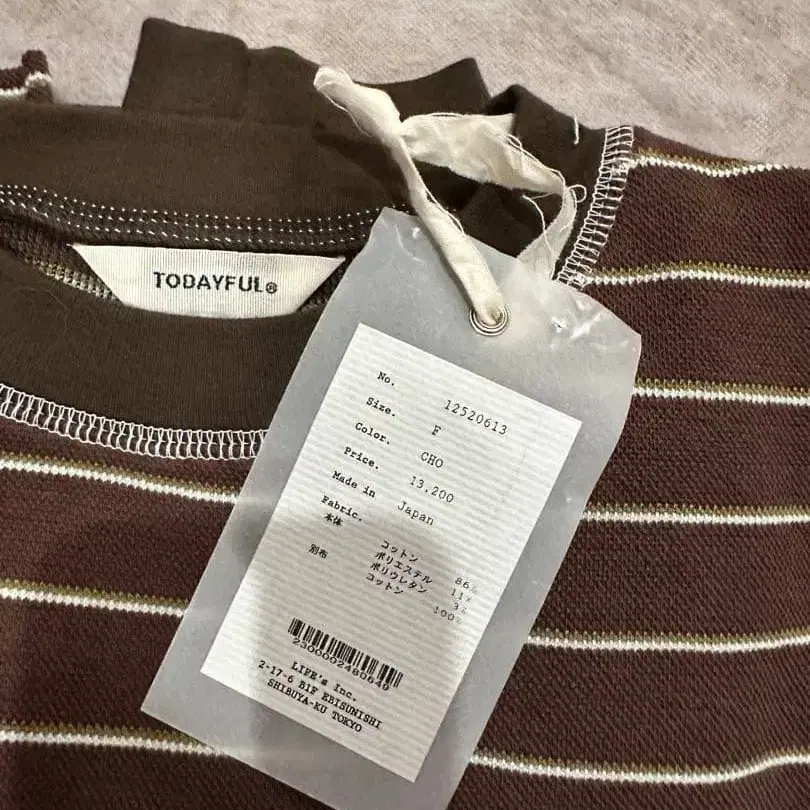 TODAYFUL®
No. 12520613
Size. F
Color. CHO
Price. 13,200
Made in Japan
Fabric.
本体 コットン 86%
ポリエステル 11%
ポリウレタン 3%
別布 コットン 100%
2300002480649
LIFE's Inc.
2-17-6 B1F EBISUNISHI
SHIBUYA-KU TOKYO